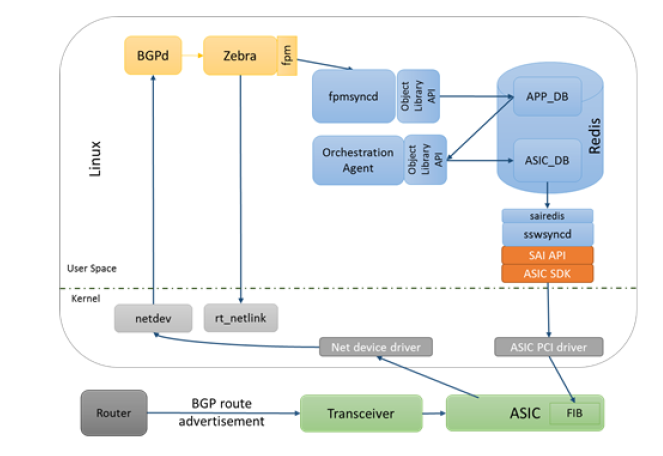 BGPd
Zebra
fpm
fpmsyncd
Object
Library
API
APP_DB
Redis
Linux
Orchestration
Agent
Object
Library
API
ASIC_DB
sairedis
sswsyncd
SAI API
ASIC SDK
User Space
Kernel
netdev
rt_netlink
Net device driver
ASIC PCI driver
Router
BGP route
advertisement
Transceiver
ASIC
FIB